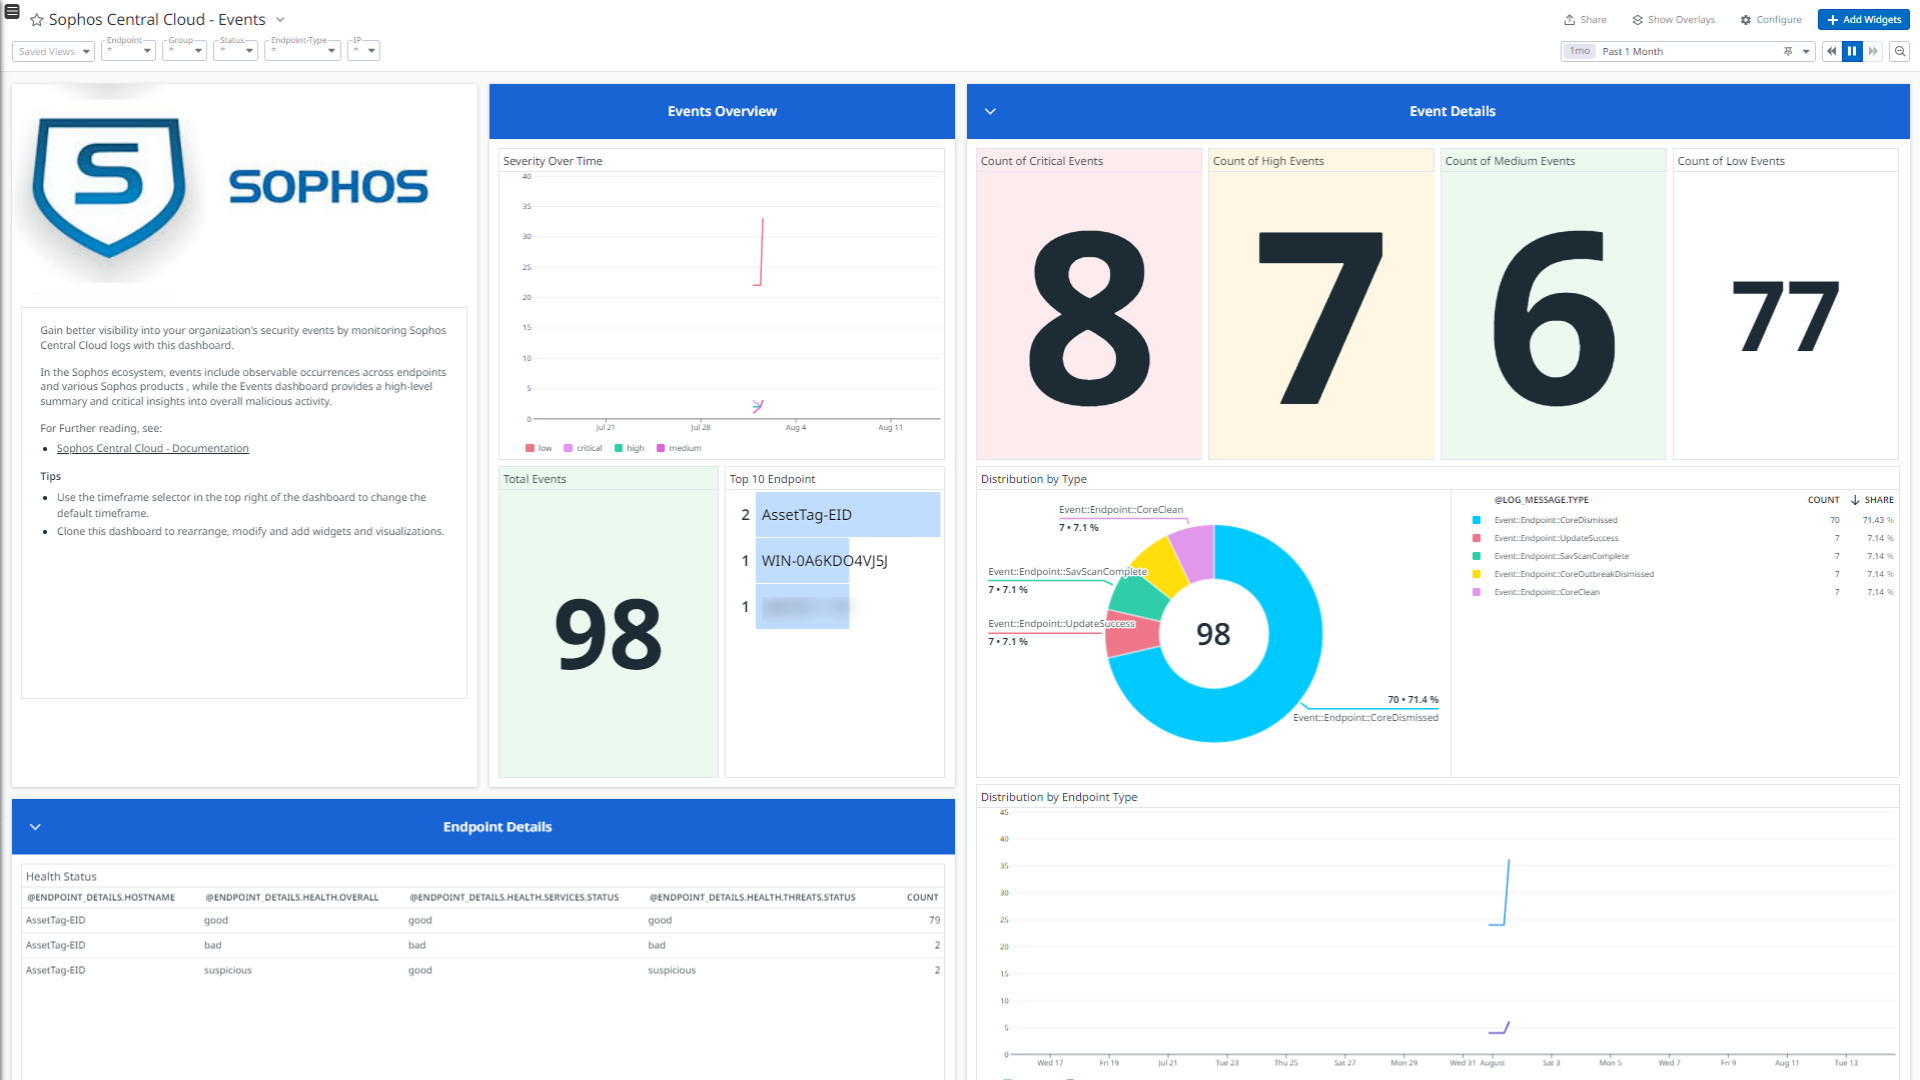 Sophos Central Cloud - Events
Share
Show Overlays
Configure
+ Add Widgets
Saved Views
Endpoint
*
Group
*
Status
*
Endpoint-Type
*
IP
*
1mo
Past 1 Month
S
SOPHOS
Gain better visibility into your organization's security events by monitoring Sophos
Central Cloud logs with this dashboard.
In the Sophos ecosystem, events include observable occurrences across endpoints
and various Sophos products , while the Events dashboard provides a high-level
summary and critical insights into overall malicious activity.
For Further reading, see:
• Sophos Central Cloud - Documentation
Tips
• Use the timeframe selector in the top right of the dashboard to change the
default timeframe.
• Clone this dashboard to rearrange, modify and add widgets and visualizations.
Events Overview
Severity Over Time
40
35
30
25
20
15
10
5
0
Jul 21
Jul 28
Aug 4
Aug 11
low
critical
high
medium
Total Events
98
Top 10 Endpoint
2 AssetTag-EID
1 WIN-0A6KDO4VJ5J
1
Event Details
Count of Critical Events
8
Count of High Events
7
Count of Medium Events
6
Count of Low Events
77
Distribution by Type
Event::Endpoint::CoreClean
7 • 7.1 %
Event::Endpoint::SavScanComplete
7 • 7.1 %
Event::Endpoint::UpdateSuccess
7 • 7.1 %
98
70 • 71.4 %
Event::Endpoint::CoreDismissed
@LOG_MESSAGE.TYPE COUNT SHARE
Event::Endpoint::CoreDismissed 70 71.43 %
Event::Endpoint::UpdateSuccess 7 7.14 %
Event::Endpoint::SavScanComplete 7 7.14 %
Event::Endpoint::CoreOutbreakDismissed 7 7.14 %
Event::Endpoint::CoreClean 7 7.14 %
Distribution by Endpoint Type
45
40
35
30
25
20
15
10
5
0
Wed 17
Fri 19
Jul 21
Tue 23
Thu 25
Sat 27
Mon 29
Wed 31
August
Sat 3
Mon 5
Wed 7
Fri 9
Aug 11
Tue 13
Endpoint Details
Health Status
@ENDPOINT_DETAILS.HOSTNAME @ENDPOINT_DETAILS.HEALTH.OVERALL @ENDPOINT_DETAILS.HEALTH.SERVICES.STATUS @ENDPOINT_DETAILS.HEALTH.THREATS.STATUS COUNT
AssetTag-EID good good good 79
AssetTag-EID bad bad bad 2
AssetTag-EID suspicious good suspicious 2